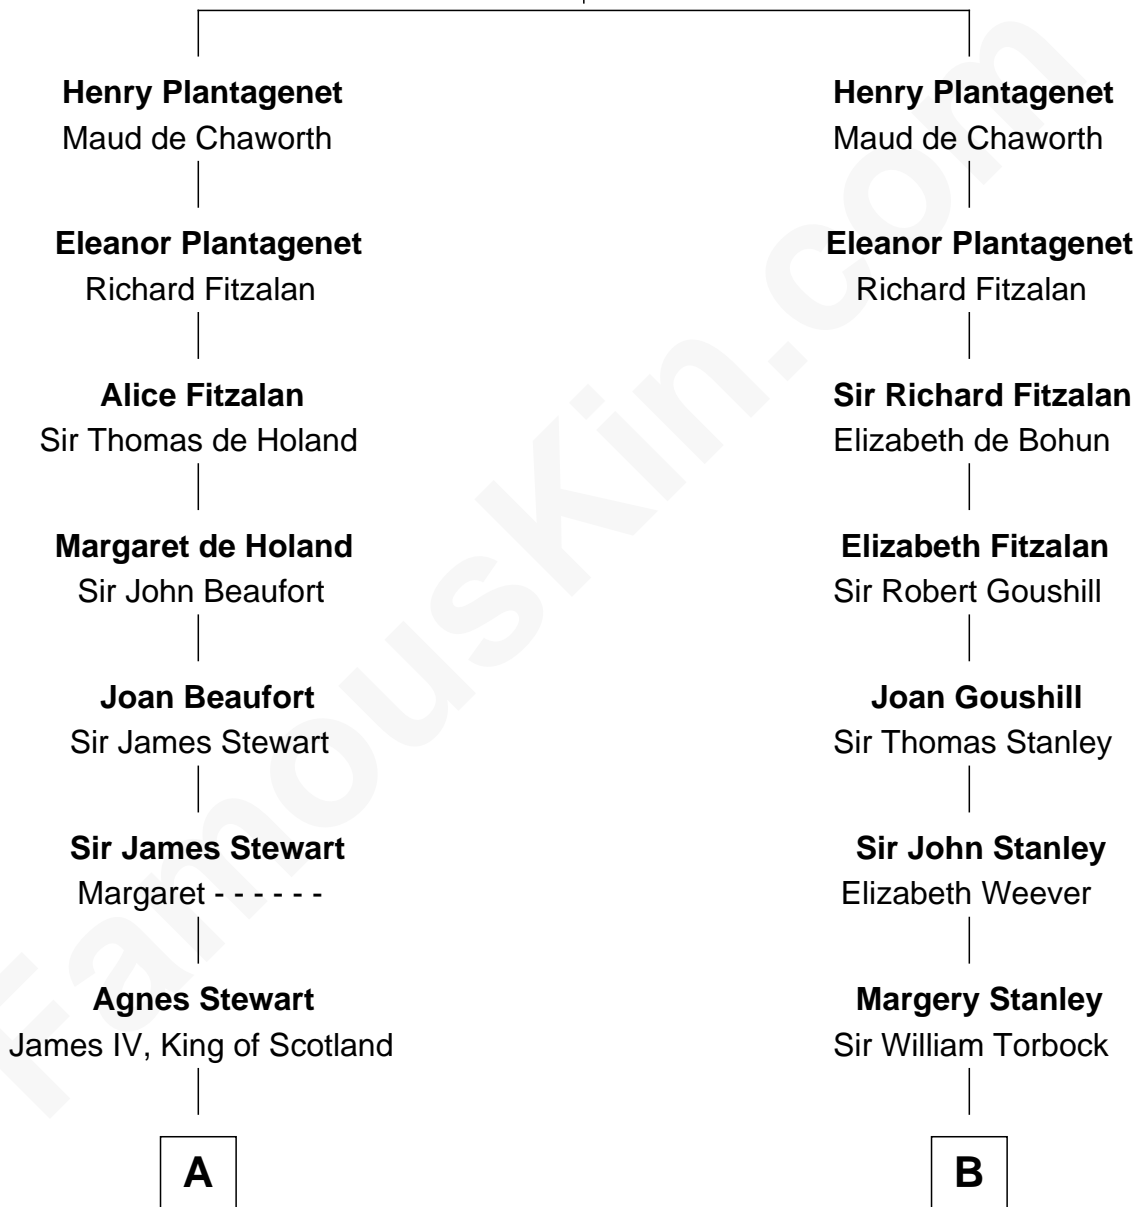 Henry Plantagenet
Maud de Chaworth
Eleanor Plantagenet
Richard Fitzalan
Alice Fitzalan
Sir Thomas de Holand
Margaret de Holand
Sir John Beaufort
Joan Beaufort
Sir James Stewart
Sir James Stewart
Margaret - - - - - -
Agnes Stewart
James IV, King of Scotland
A
Henry Plantagenet
Maud de Chaworth
Eleanor Plantagenet
Richard Fitzalan
Sir Richard Fitzalan
Elizabeth de Bohun
Elizabeth Fitzalan
Sir Robert Goushill
Joan Goushill
Sir Thomas Stanley
Sir John Stanley
Elizabeth Weever
Margery Stanley
Sir William Torbock
B
FamousKin.com